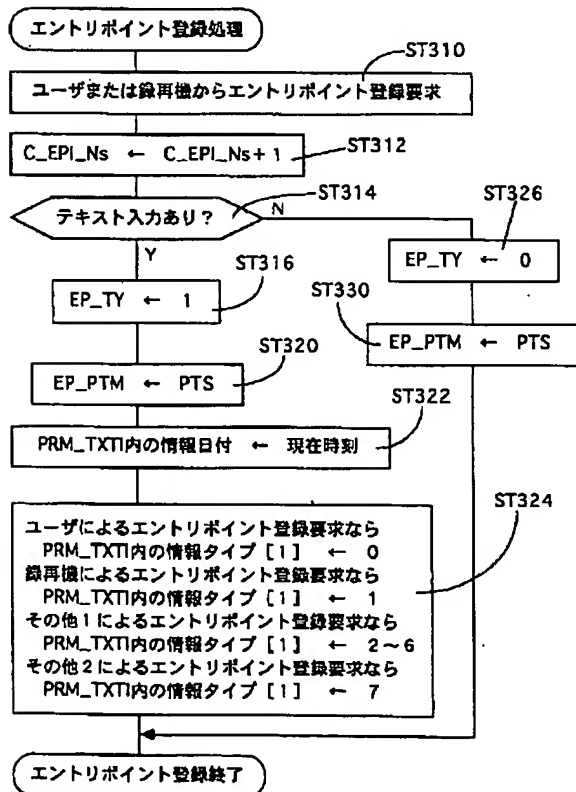 エントリポイント登録処理
ST310
ユーザまたは録再機からエントリポイント登録要求
C_EPI_Ns ← C_EPI_Ns+1
ST312
ST314
テキスト入力あり?
N
Y
ST326
EP_TY ← 0
ST316
EP_TY ← 1
ST330
EP_PTM ← PTS
ST320
EP_PTM ← PTS
ST322
PRM_TXTI内の情報日付 ← 現在時刻
ST324
ユーザによるエントリポイント登録要求なら
PRM_TXTI内の情報タイプ [1] ← 0
録再機によるエントリポイント登録要求なら
PRM_TXTI内の情報タイプ [1] ← 1
その他1によるエントリポイント登録要求なら
PRM_TXTI内の情報タイプ [1] ← 2～6
その他2によるエントリポイント登録要求なら
PRM_TXTI内の情報タイプ [1] ← 7
エントリポイント登録終了